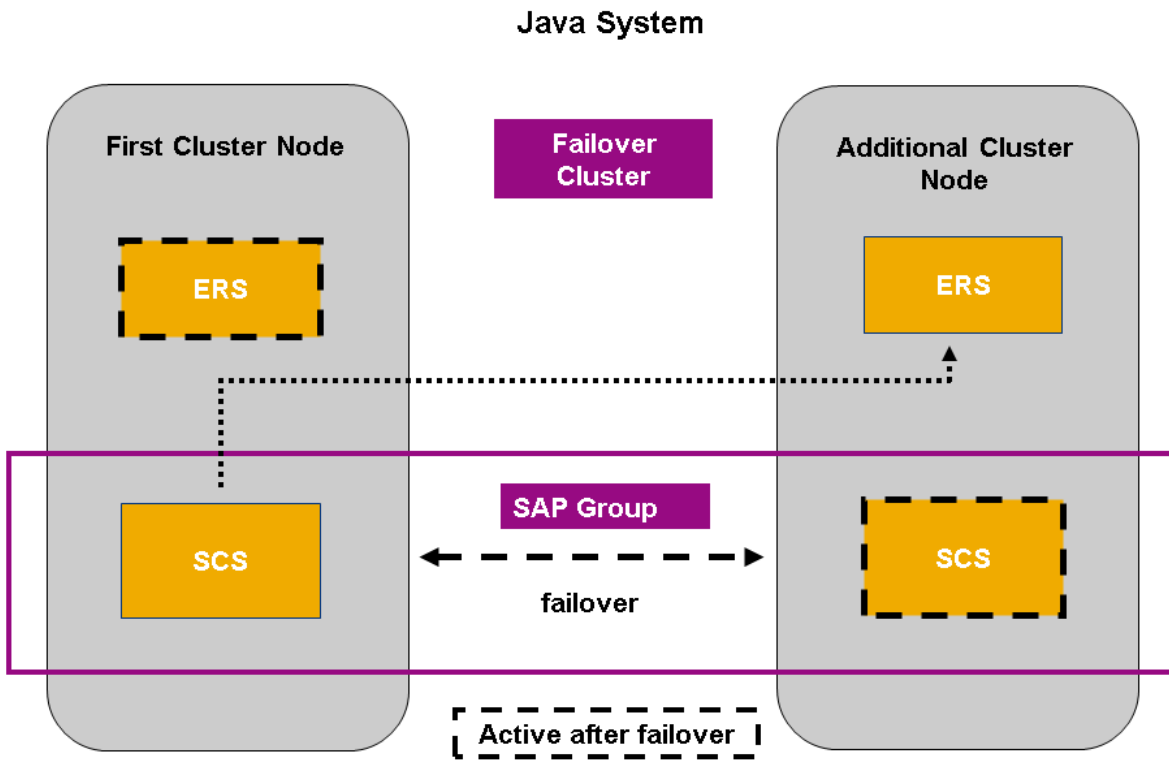 Java System
First Cluster Node
Failover
Cluster
Additional Cluster
Node
ERS
ERS
SAP Group
SCS
SCS
failover
Active after failover